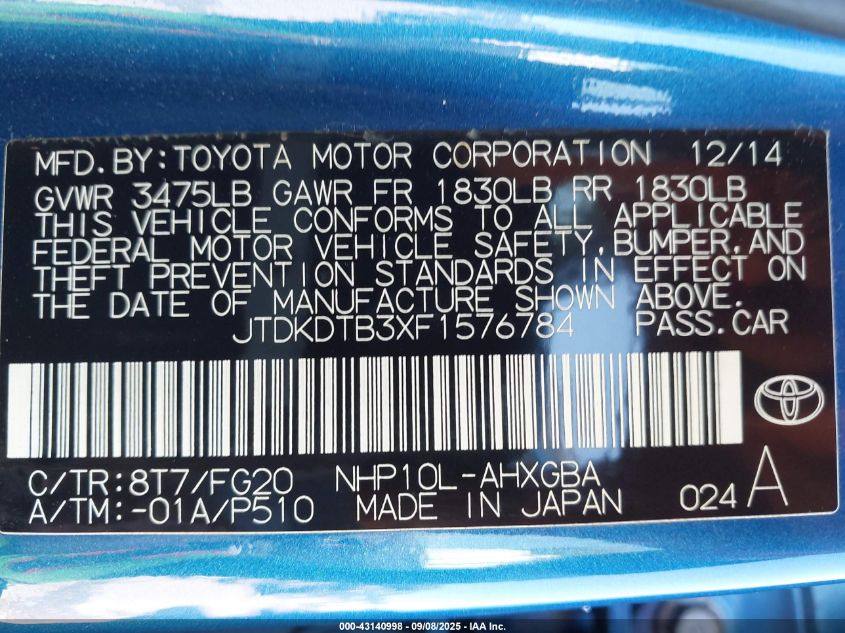 MFD. BY: TOYOTA MOTOR CORPORATION 12/14
GVWR 3475LB GAWR FR 1830LB RR 1830LB
THIS VEHICLE CONFORMS TO ALL APPLICABLE
FEDERAL MOTOR VEHICLE SAFETY, BUMPER, AND
THEFT PREVENTION STANDARDS IN EFFECT ON
THE DATE OF MANUFACTURE SHOWN ABOVE.
JTDKDTB3XF1576784 PASS.CAR
C/TR: 8T7/FG20 NHP10L-AHXGBA
A/TM: -01A/P510 MADE IN JAPAN 024 A
000-43140998 - 09/08/2025 - IAA Inc.